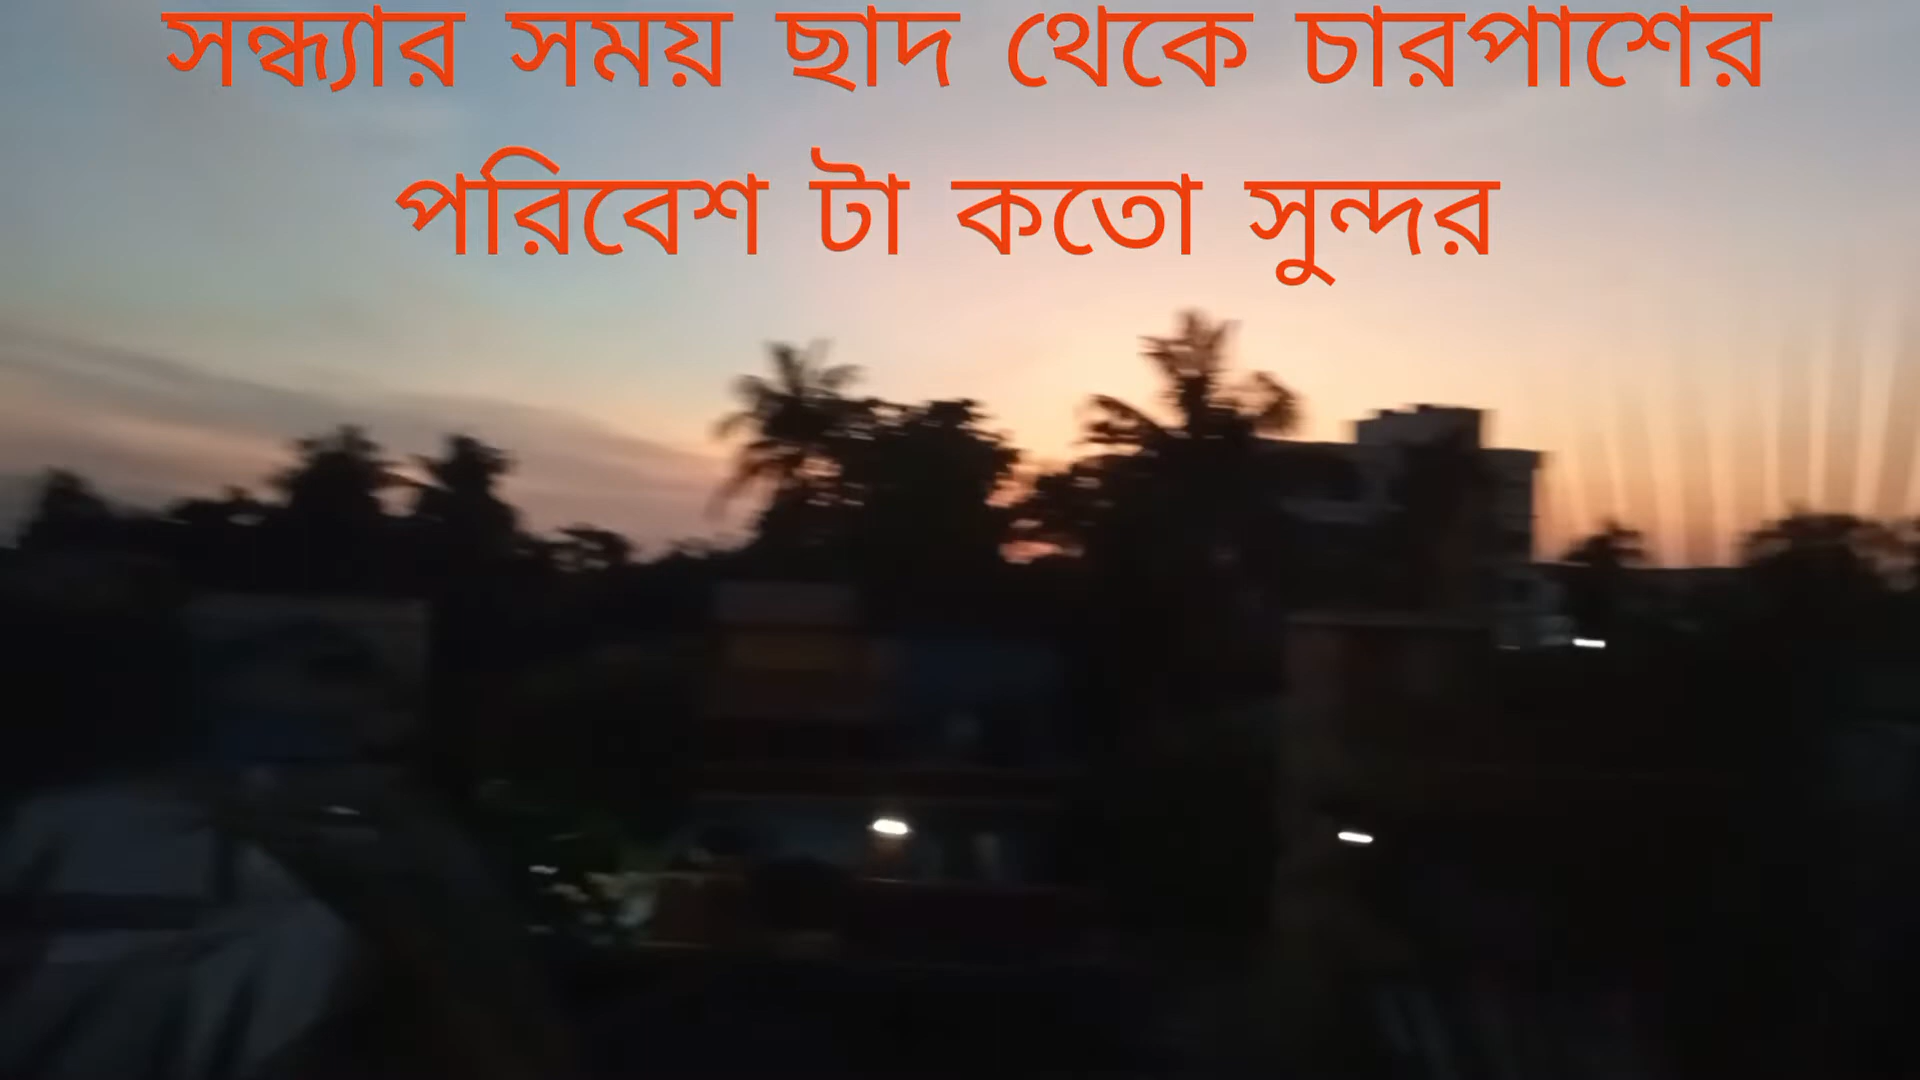 সন্ধ্যার সময় ছাদ থেকে চারপাশের
পরিবেশ টা কতো সুন্দর